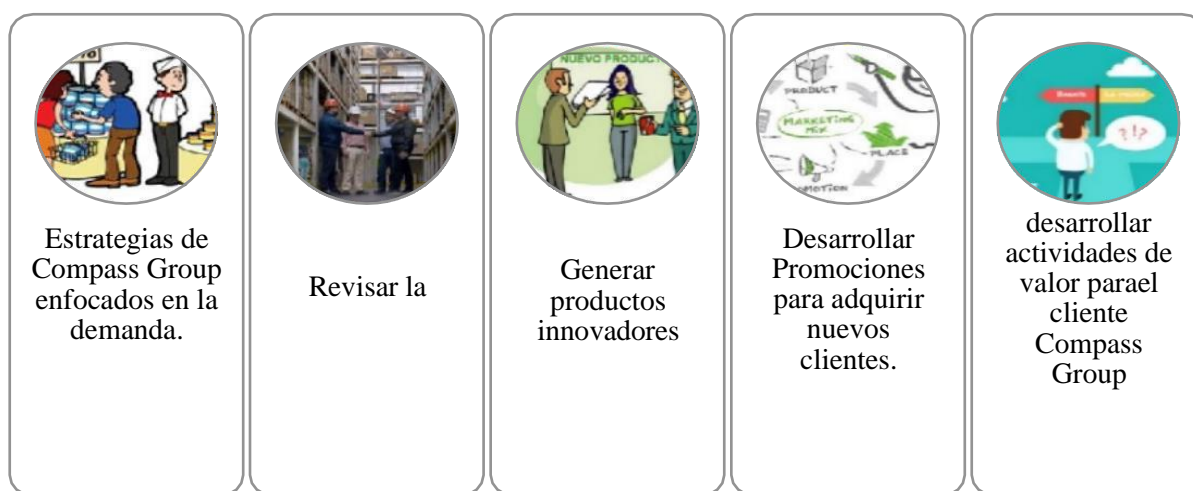 NUEVO PRODUCT
PRODUCT
MARKETING
MIX
PLACE
?!?
Estrategias de
Compass Group
enfocados en la
demanda.
Revisar la
Generar
productos
innovadores
Desarrollar
Promociones
para adquirir
nuevos
clientes.
desarrollar
actividades de
valor parael
cliente
Compass
Group